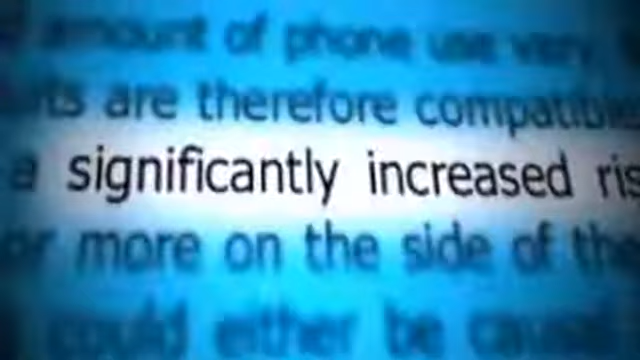 amount of phone use very
are therefore compatible
a significantly increased ris
or more on the side of the
could either be